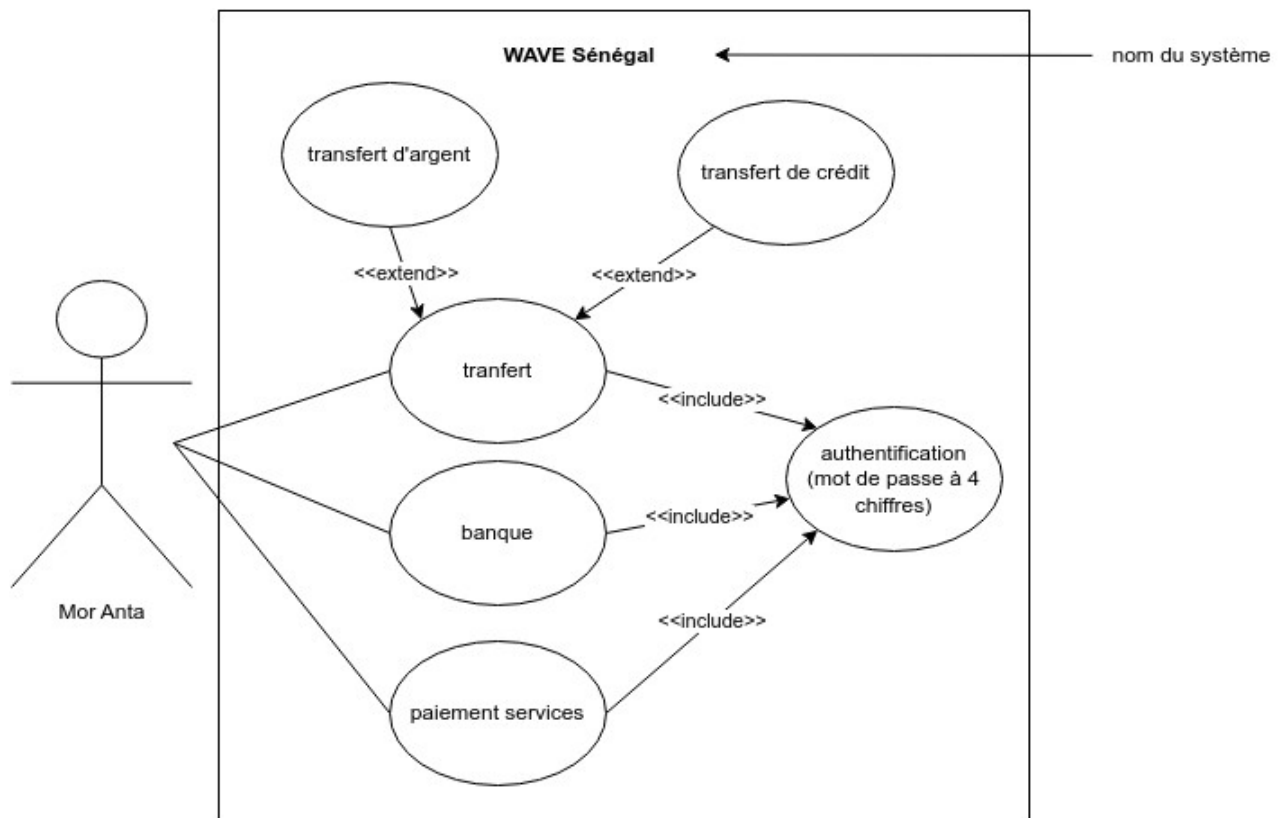 WAVE Sénégal
nom du système
transfert d'argent
transfert de crédit
<<extend>>
<<extend>>
tranfert
<<include>>
authentification
(mot de passe à 4
chiffres)
<<include>>
banque
Mor Anta
<<include>>
paiement services